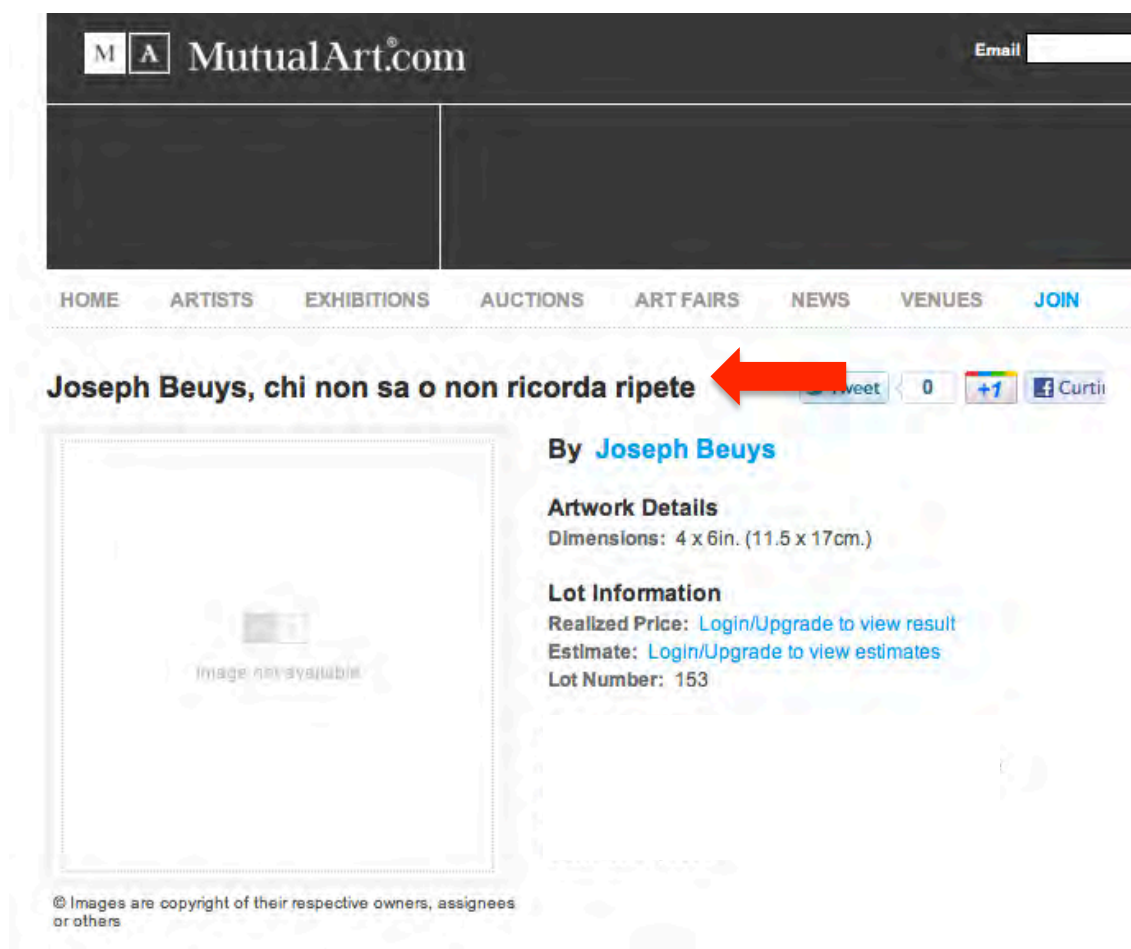 M A MutualArt®.com
Email
HOME ARTISTS EXHIBITIONS AUCTIONS ART FAIRS NEWS VENUES JOIN
Joseph Beuys, chi non sa o non ricorda ripete
Tweet 0 +1 Curtir
By Joseph Beuys
Artwork Details
Dimensions: 4 x 6in. (11.5 x 17cm.)
Lot Information
Realized Price: Login/Upgrade to view result
Estimate: Login/Upgrade to view estimates
Lot Number: 153
Image not available
© Images are copyright of their respective owners, assignees
or others